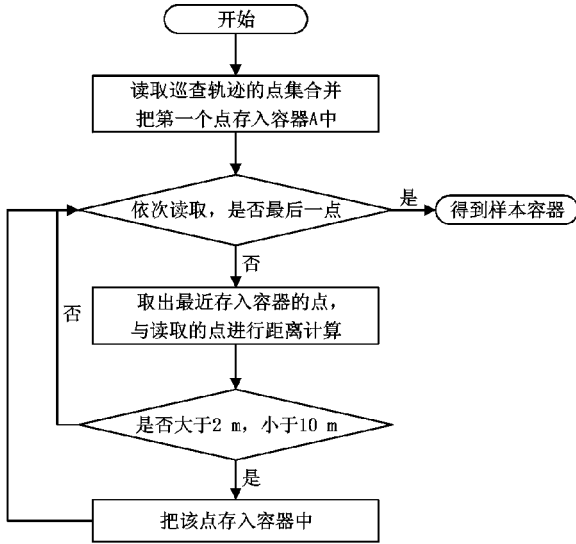 开始
读取巡查轨迹的点集合并
把第一个点存入容器A中
依次读取，是否最后一点
是
得到样本容器
否
取出最近存入容器的点，
与读取的点进行距离计算
否
是否大于2 m，小于10 m
是
把该点存入容器中